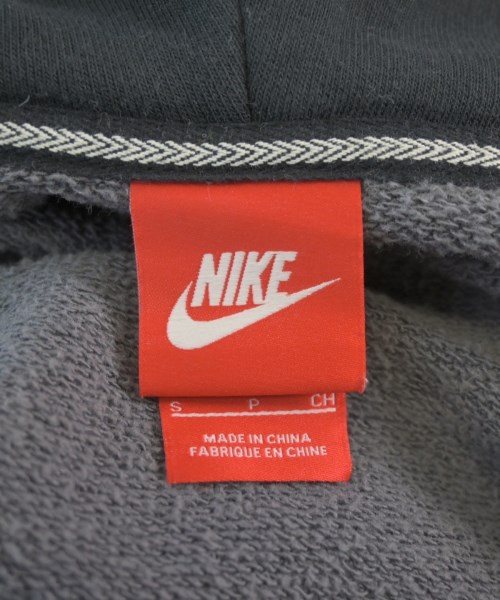 NIKE
S P CH
MADE IN CHINA
FABRIQUE EN CHINE